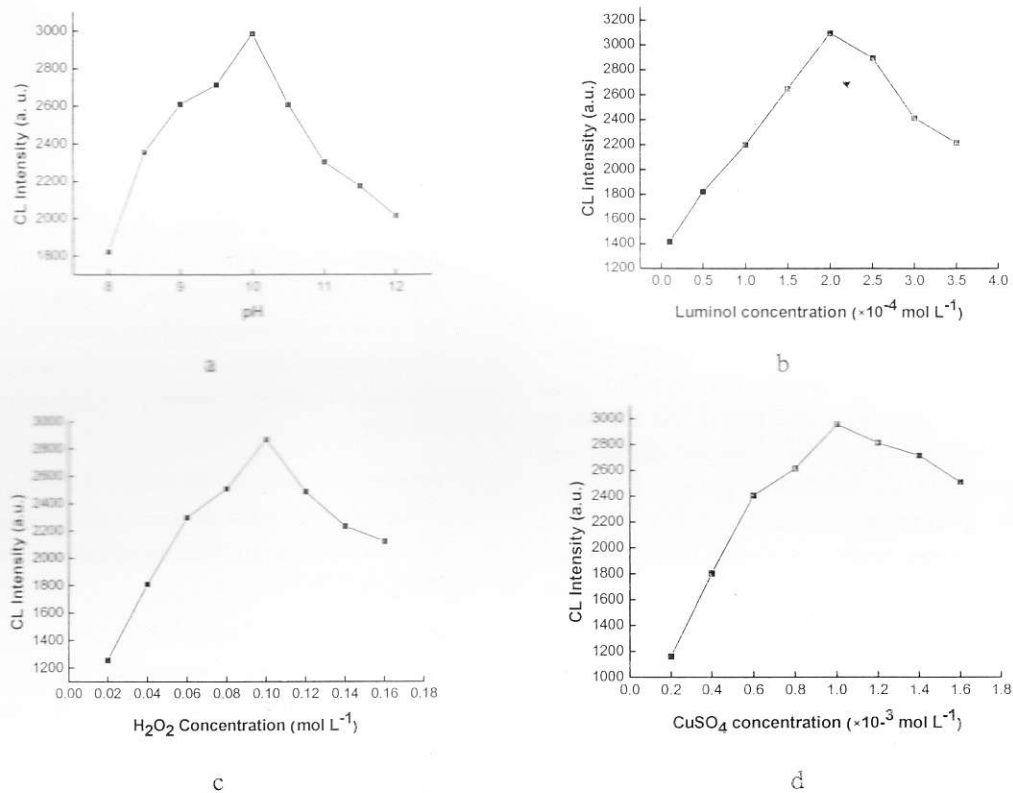 3000
2800
2600
2400
2200
2000
1800
CL Intensity (a. u.)
8 9 10 11 12
pH
a
3200
3000
2800
2600
2400
2200
2000
1800
1600
1400
1200
CL Intensity (a.u.)
0.0 0.5 1.0 1.5 2.0 2.5 3.0 3.5 4.0
Luminol concentration (×10⁻⁴ mol L⁻¹)
b
3000
2800
2600
2400
2200
2000
1800
1600
1400
1200
CL Intensity (a.u.)
0.00 0.02 0.04 0.06 0.08 0.10 0.12 0.14 0.16 0.18
H₂O₂ Concentration (mol L⁻¹)
c
3000
2800
2600
2400
2200
2000
1800
1600
1400
1200
1000
CL Intensity (a.u.)
0.0 0.2 0.4 0.6 0.8 1.0 1.2 1.4 1.6 1.8
CuSO₄ concentration (×10-³ mol L⁻¹)
d